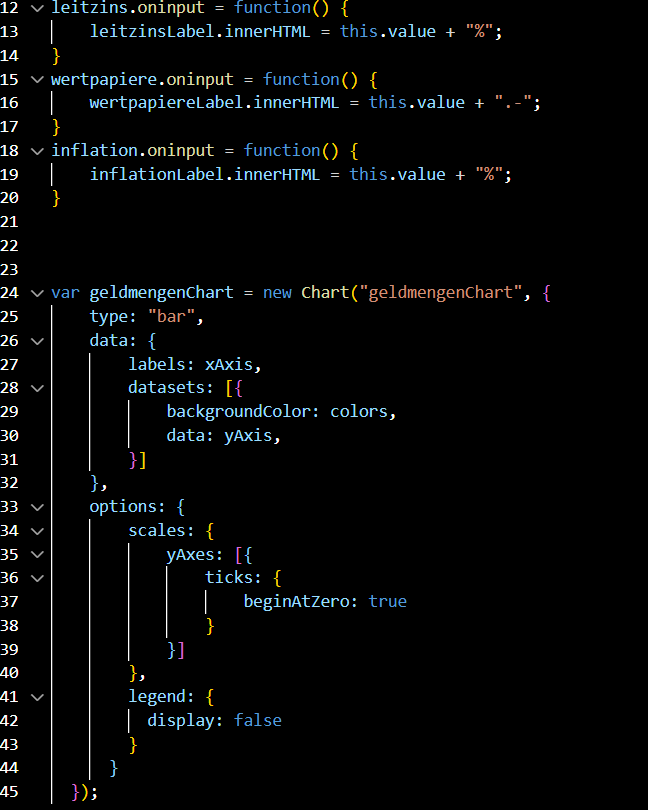 12 leitzins.oninput = function() {
13     leitzinsLabel.innerHTML = this.value + "%";
14 }
15 wertpapiere.oninput = function() {
16     wertpapiereLabel.innerHTML = this.value + ".-";
17 }
18 inflation.oninput = function() {
19     inflationLabel.innerHTML = this.value + "%";
20 }
21
22
23
24 var geldmengenChart = new Chart("geldmengenChart", {
25     type: "bar",
26     data: {
27         labels: xAxis,
28         datasets: [{
29             backgroundColor: colors,
30             data: yAxis,
31         }]
32     },
33     options: {
34         scales: {
35             yAxes: [{
36                 ticks: {
37                     beginAtZero: true
38                 }
39             }]
40         },
41         legend: {
42           display: false
43         }
44       }
45   });